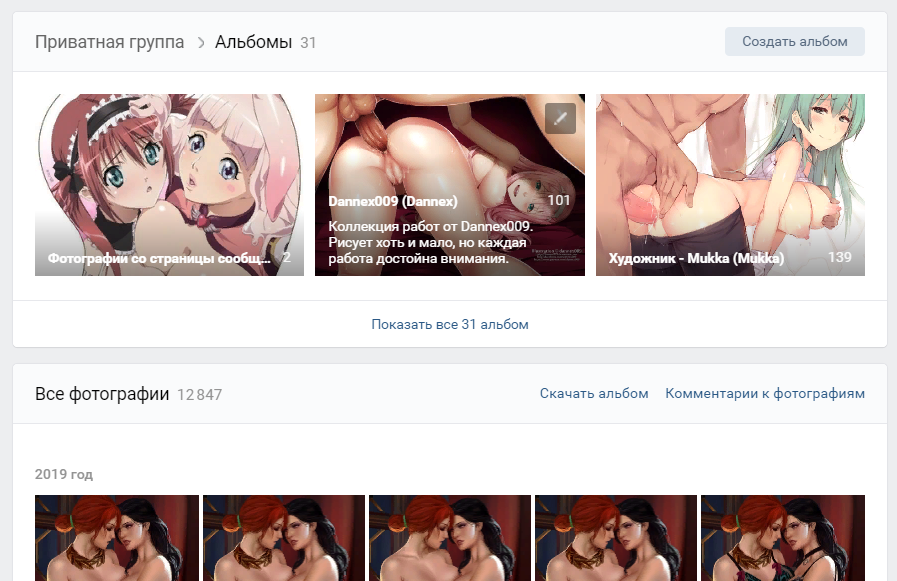 Приватная группа > Альбомы 31
Создать альбом
Фотографии со страницы сообщ... 2
Dannex009 (Dannex) 101
Коллекция работ от Dannex009.
Рисует хоть и мало, но каждая
работа достойна внимания.
Художник - Mukka (Mukka) 139
Показать все 31 альбом
Все фотографии 12 847
Скачать альбом
Комментарии к фотографиям
2019 год